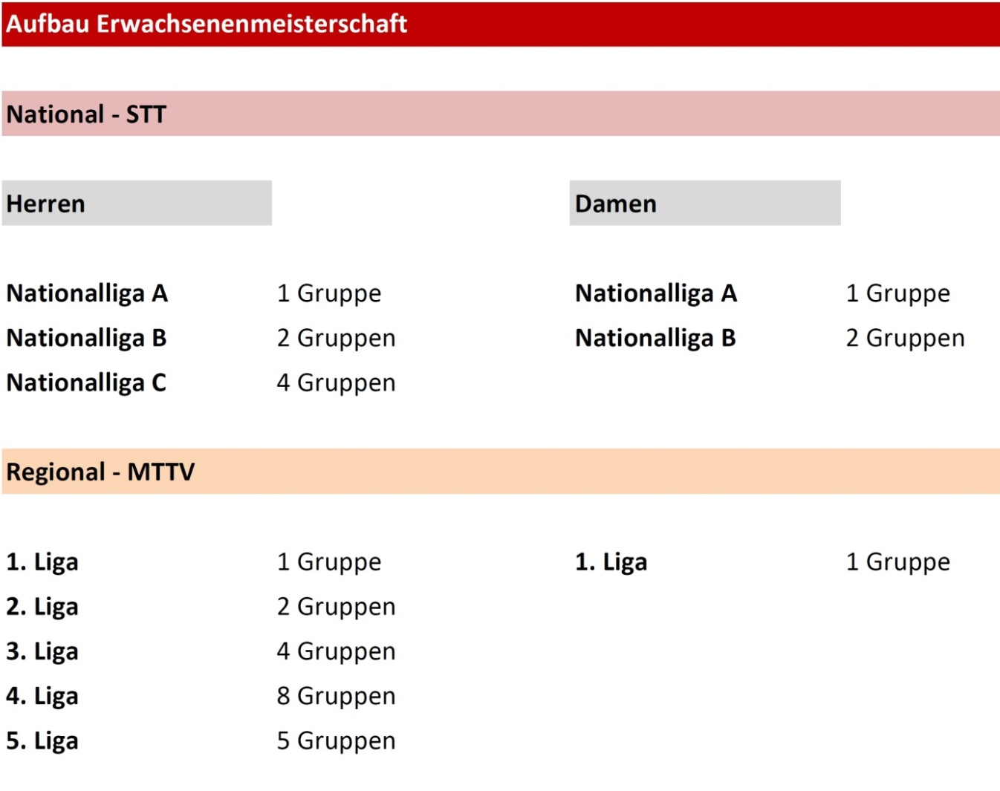 Aufbau Erwachsenenmeisterschaft
National - STT
Herren Damen
Nationalliga A 1 Gruppe Nationalliga A 1 Gruppe
Nationalliga B 2 Gruppen Nationalliga B 2 Gruppen
Nationalliga C 4 Gruppen
Regional - MTTV
1. Liga 1 Gruppe 1. Liga 1 Gruppe
2. Liga 2 Gruppen
3. Liga 4 Gruppen
4. Liga 8 Gruppen
5. Liga 5 Gruppen